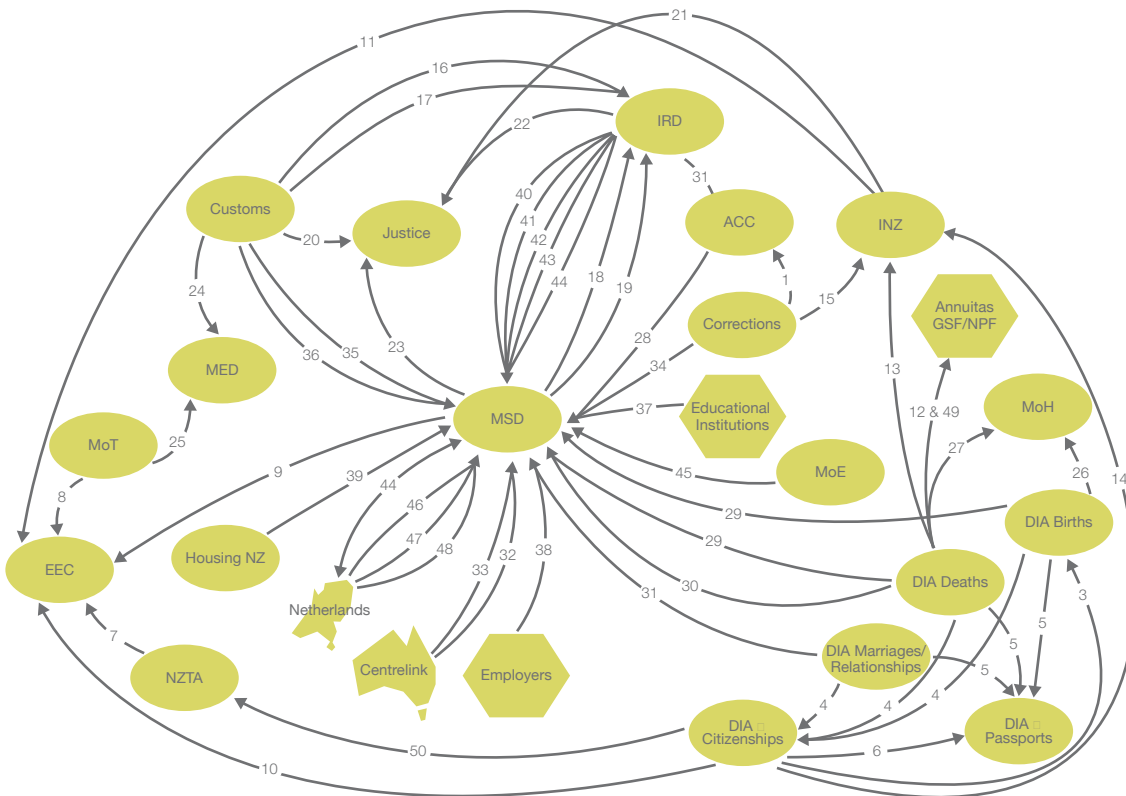 11
21
16
17
22
IRD
31
40
41
42
43
44
18
19
Customs
20
Justice
ACC
INZ
1
15
24
Corrections
Annuitas
GSF/NPF
28
34
23
35
36
13
MED
MSD
37
Educational
Institutions
12 & 49
MoH
MoT
25
27
9
39
44
46
45
MoE
26
14
8
29
DIA Births
47
48
38
32
33
29
EEC
Housing NZ
30
31
DIA Deaths
3
Netherlands
7
5
5
NZTA
Centrelink
Employers
DIA Marriages/
Relationships
5
4
4
4
DIA
Citizenships
DIA
Passports
50
6
10